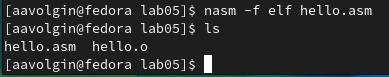 [aavolgin@fedora lab05]$ nasm -f elf hello.asm
[aavolgin@fedora lab05]$ ls
hello.asm  hello.o
[aavolgin@fedora lab05]$